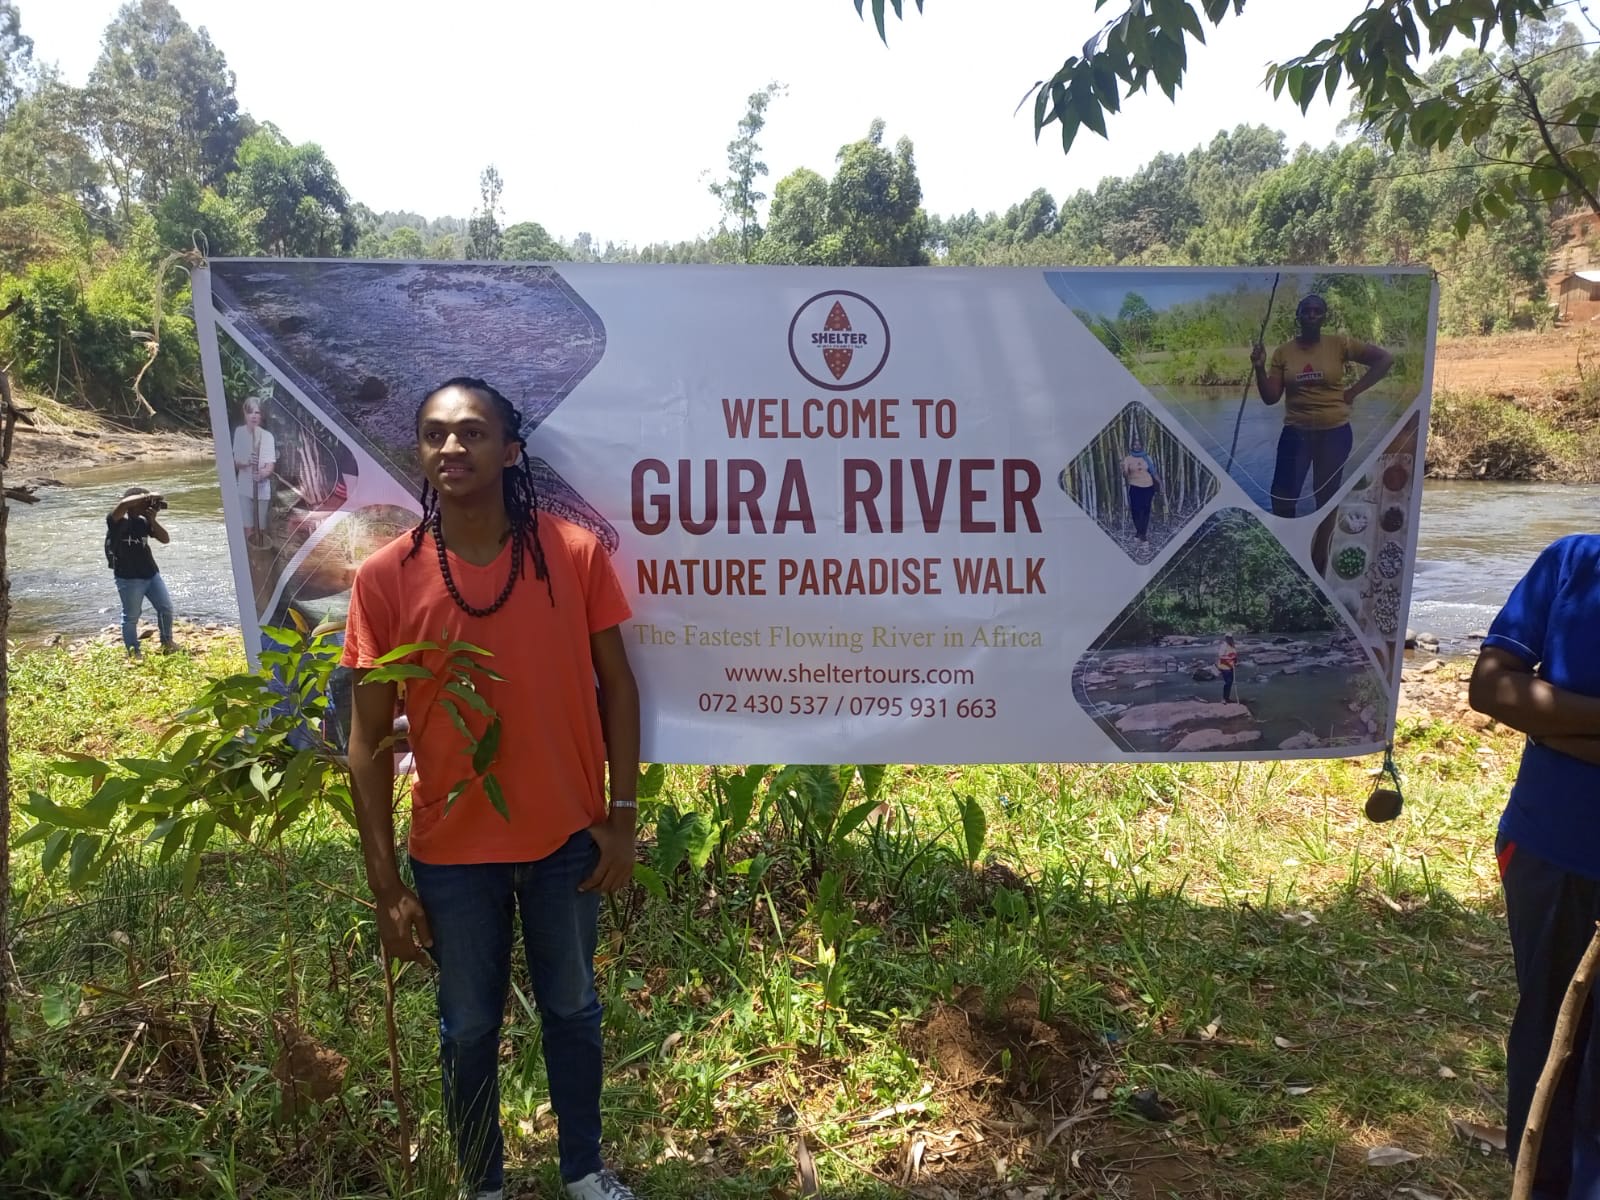 SHELTER
WELCOME TO
GURA RIVER
NATURE PARADISE WALK
The Fastest Flowing River in Africa
www.sheltertours.com
072 430 537 / 0795 931 663
SHELTER